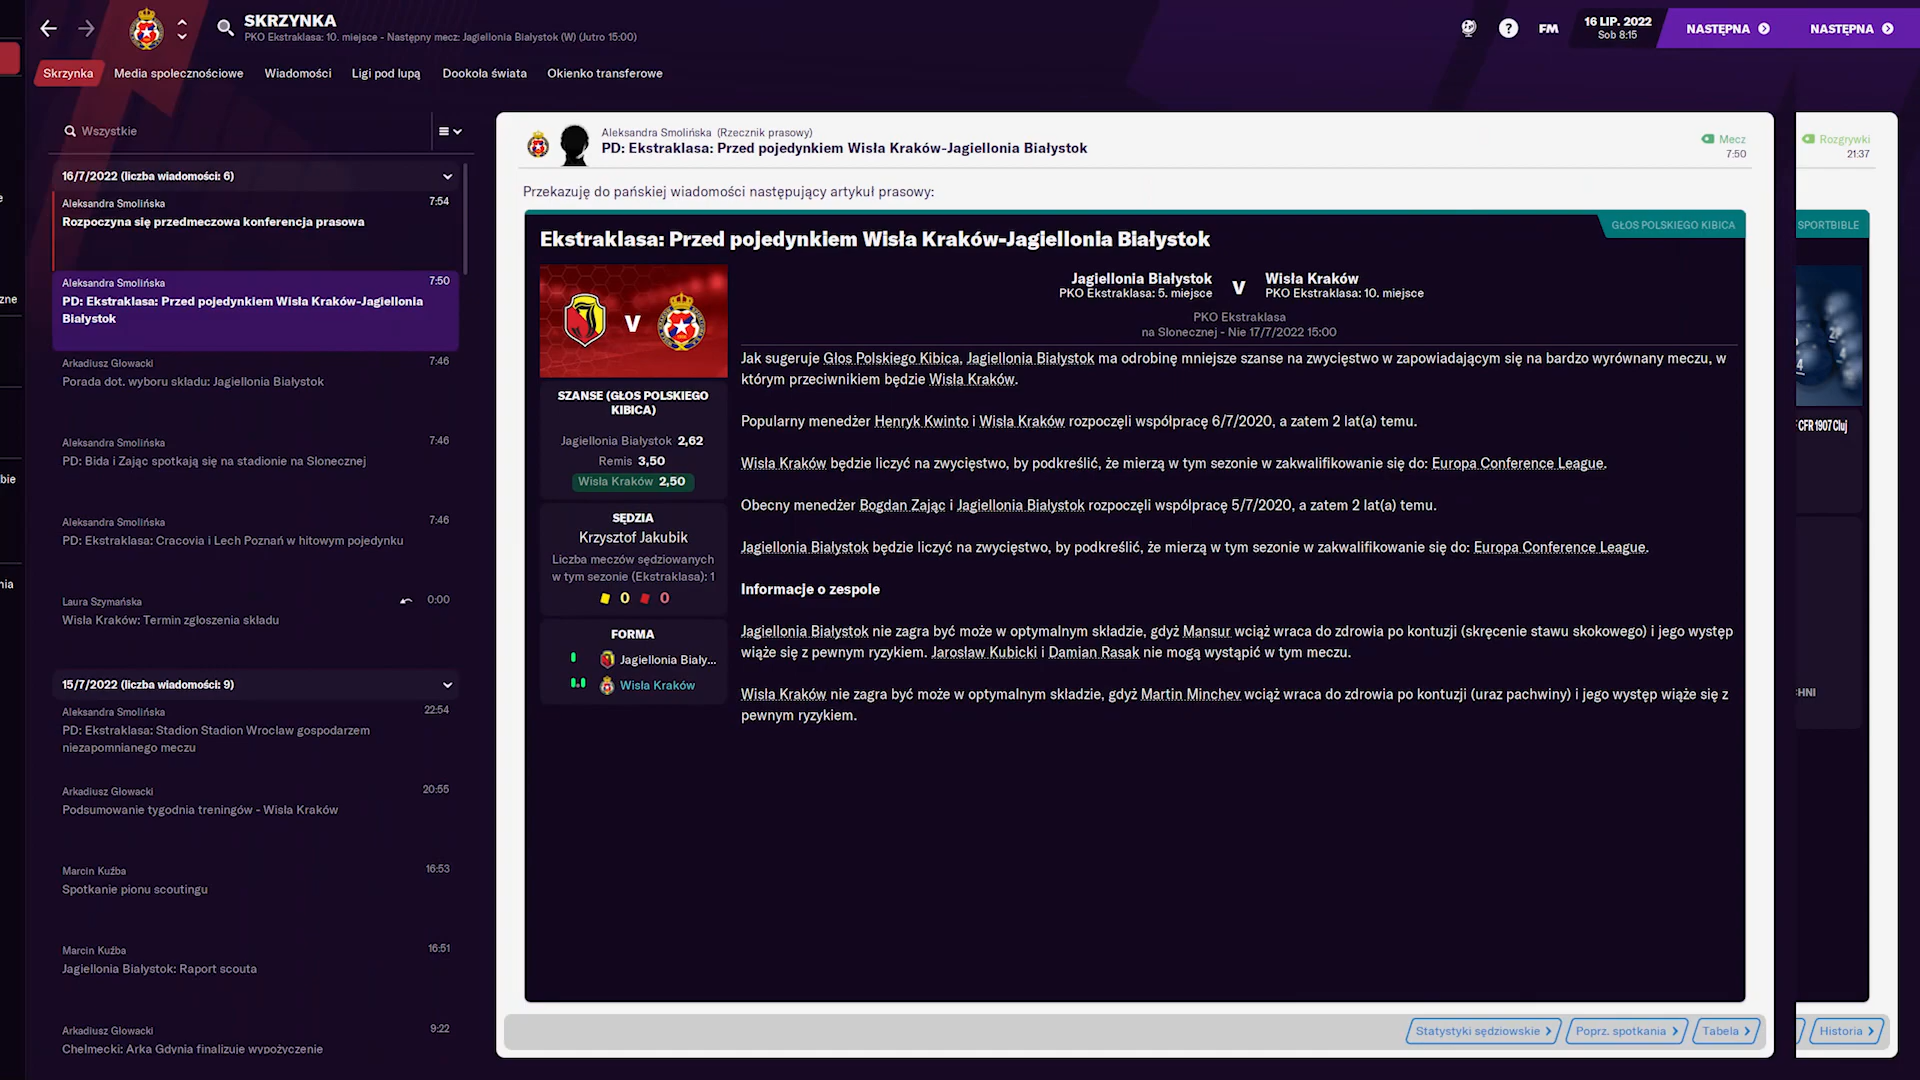 SKRZYNKA
PKO Ekstraklasa: 10. miejsce - Następny mecz: Jagiellonia Białystok (W) (Jutro 15:00)
FM
16 LIP. 2022
Sob 8:15
NASTĘPNA
NASTĘPNA
Skrzynka
Media społecznościowe
Wiadomości
Ligi pod lupą
Dookoła świata
Okienko transferowe
Wszystkie
16/7/2022 (liczba wiadomości: 6)
Aleksandra Smolińska 7:54
Rozpoczyna się przedmeczowa konferencja prasowa
Aleksandra Smolińska 7:50
PD: Ekstraklasa: Przed pojedynkiem Wisła Kraków-Jagiellonia
Białystok
Arkadiusz Głowacki 7:46
Porada dot. wyboru składu: Jagiellonia Białystok
Aleksandra Smolińska 7:46
PD: Bida i Zając spotkają się na stadionie na Słonecznej
Aleksandra Smolińska 7:46
PD: Ekstraklasa: Cracovia i Lech Poznań w hitowym pojedynku
Laura Szymańska 0:00
Wisła Kraków: Termin zgłoszenia składu
15/7/2022 (liczba wiadomości: 9)
Aleksandra Smolińska 22:54
PD: Ekstraklasa: Stadion Stadion Wrocław gospodarzem
niezapomnianego meczu
Arkadiusz Głowacki 20:55
Podsumowanie tygodnia treningów - Wisła Kraków
Marcin Kuźba 16:53
Spotkanie pionu scoutingu
Marcin Kuźba 16:51
Jagiellonia Białystok: Raport scouta
Arkadiusz Głowacki 9:22
Chełmecki: Arka Gdynia finalizuje wypożyczenie
zne
bie
nia
Aleksandra Smolińska (Rzecznik prasowy)
PD: Ekstraklasa: Przed pojedynkiem Wisła Kraków-Jagiellonia Białystok
Mecz
7:50
Przekazuję do pańskiej wiadomości następujący artykuł prasowy:
GŁOS POLSKIEGO KIBICA
Ekstraklasa: Przed pojedynkiem Wisła Kraków-Jagiellonia Białystok
V
SZANSE (GŁOS POLSKIEGO
KIBICA)
Jagiellonia Białystok 2,62
Remis 3,50
Wisła Kraków 2,50
SĘDZIA
Krzysztof Jakubik
Liczba meczów sędziowanych
w tym sezonie (Ekstraklasa): 1
0 0
FORMA
Jagiellonia Biały...
Wisła Kraków
Jagiellonia Białystok V Wisła Kraków
PKO Ekstraklasa: 5. miejsce PKO Ekstraklasa: 10. miejsce
PKO Ekstraklasa
na Słonecznej - Nie 17/7/2022 15:00
Jak sugeruje Głos Polskiego Kibica, Jagiellonia Białystok ma odrobinę mniejsze szanse na zwycięstwo w zapowiadającym się na bardzo wyrównany meczu, w
którym przeciwnikiem będzie Wisła Kraków.
Popularny menedżer Henryk Kwinto i Wisła Kraków rozpoczęli współpracę 6/7/2020, a zatem 2 lat(a) temu.
Wisła Kraków będzie liczyć na zwycięstwo, by podkreślić, że mierzą w tym sezonie w zakwalifikowanie się do: Europa Conference League.
Obecny menedżer Bogdan Zając i Jagiellonia Białystok rozpoczęli współpracę 5/7/2020, a zatem 2 lat(a) temu.
Jagiellonia Białystok będzie liczyć na zwycięstwo, by podkreślić, że mierzą w tym sezonie w zakwalifikowanie się do: Europa Conference League.
Informacje o zespole
Jagiellonia Białystok nie zagra być może w optymalnym składzie, gdyż Mansur wciąż wraca do zdrowia po kontuzji (skręcenie stawu skokowego) i jego występ
wiąże się z pewnym ryzykiem. Jarosław Kubicki i Damian Rasak nie mogą wystąpić w tym meczu.
Wisła Kraków nie zagra być może w optymalnym składzie, gdyż Martin Minchev wciąż wraca do zdrowia po kontuzji (uraz pachwiny) i jego występ wiąże się z
pewnym ryzykiem.
Statystyki sędziowskie
Poprz. spotkania
Tabela
Rozgrywki
21:37
SPORTBIBLE
CFR 1907 Cluj
CHNI
Historia